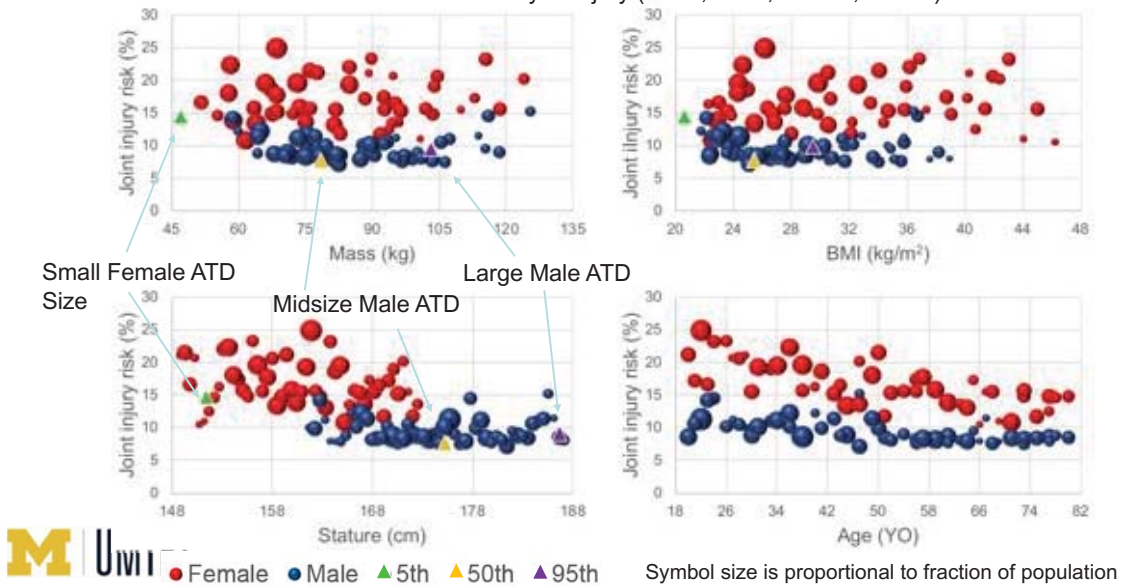 Joint injury risk (%)
30
25
20
15
10
5
0
45 60 75 90 105 120 135
Mass (kg)
Joint iInjury risk (%)
30
25
20
15
10
5
0
20 24 28 32 36 40 44 48
BMI (kg/m²)
Small Female ATD
Size
Midsize Male ATD
Large Male ATD
Joint injury risk (%)
30
25
20
15
10
5
0
148 158 168 178 188
Stature (cm)
Joint injury risk (%)
30
25
20
15
10
5
0
18 26 34 42 50 58 66 74 82
Age (YO)
M
Female Male 5th 50th 95th
Symbol size is proportional to fraction of population